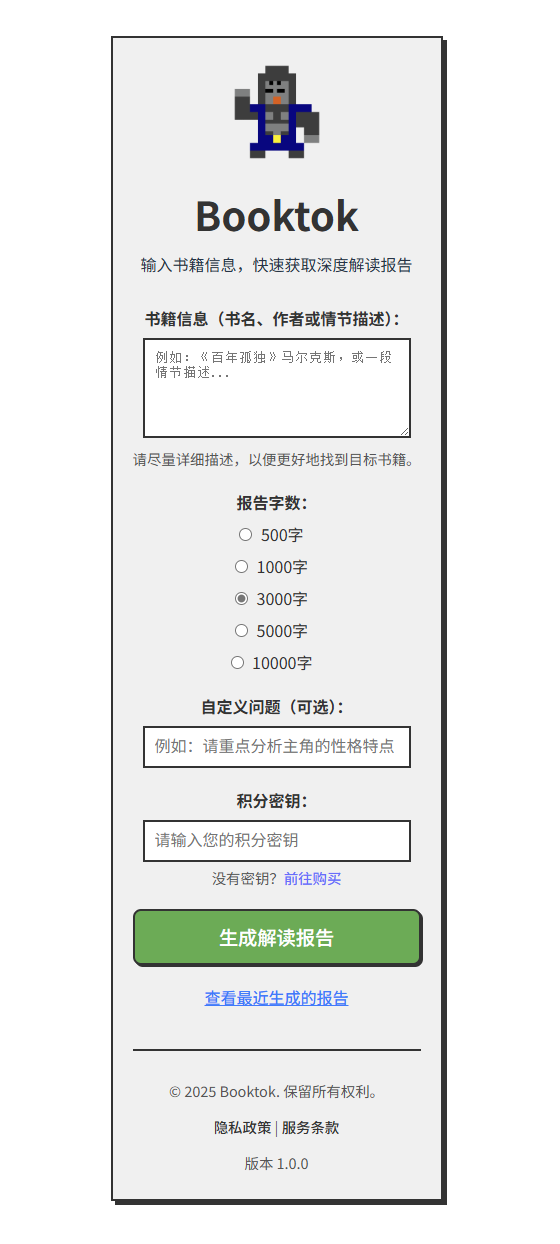 Booktok
输入书籍信息，快速获取深度解读报告
书籍信息（书名、作者或情节描述）：
例如：《百年孤独》马尔克斯，或一段
情节描述...
请尽量详细描述，以便更好地找到目标书籍。
报告字数：
500字
1000字
3000字
5000字
10000字
自定义问题（可选）：
例如：请重点分析主角的性格特点
积分密钥：
请输入您的积分密钥
没有密钥？前往购买
生成解读报告
查看最近生成的报告
© 2025 Booktok. 保留所有权利。
隐私政策 | 服务条款
版本 1.0.0